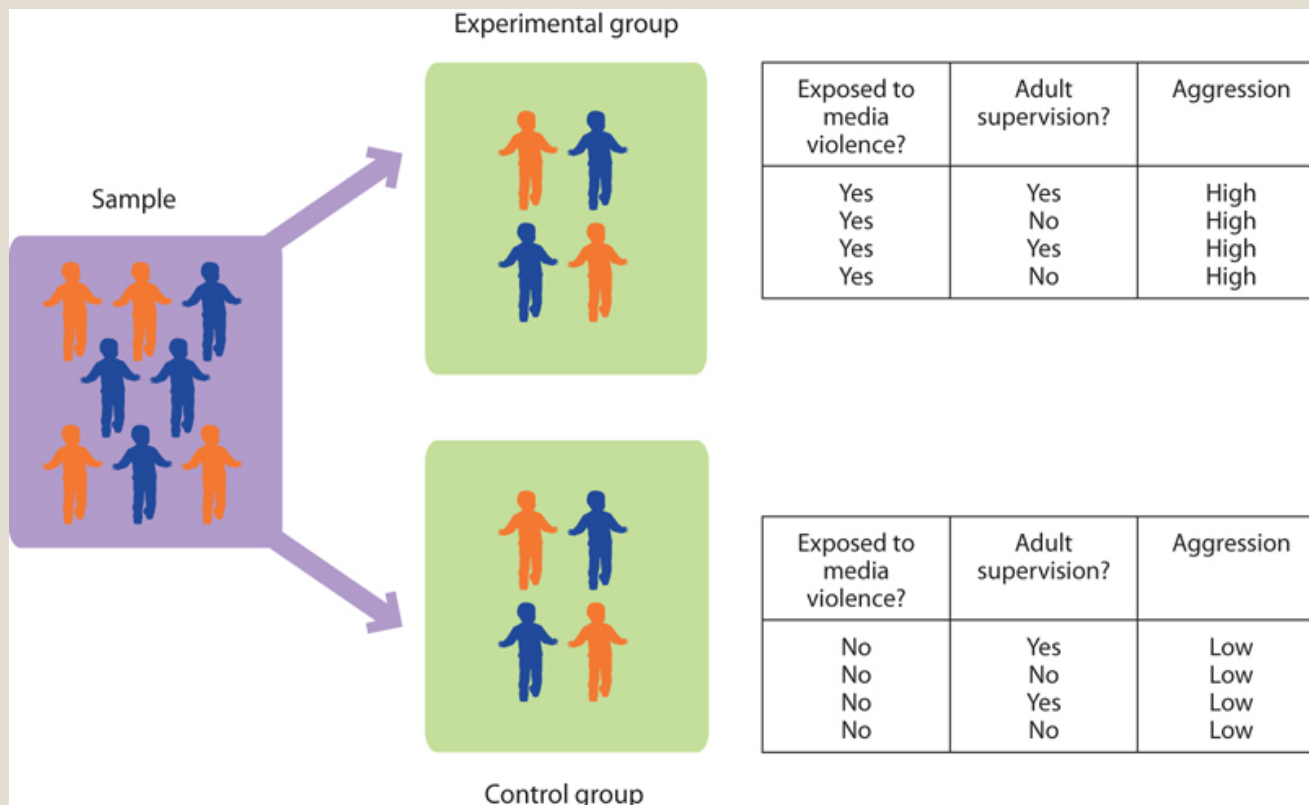 Experimental group
Sample
Exposed to media violence? Adult supervision? Aggression
Yes Yes High
Yes No High
Yes Yes High
Yes No High
Exposed to media violence? Adult supervision? Aggression
No Yes Low
No No Low
No Yes Low
No No Low
Control group